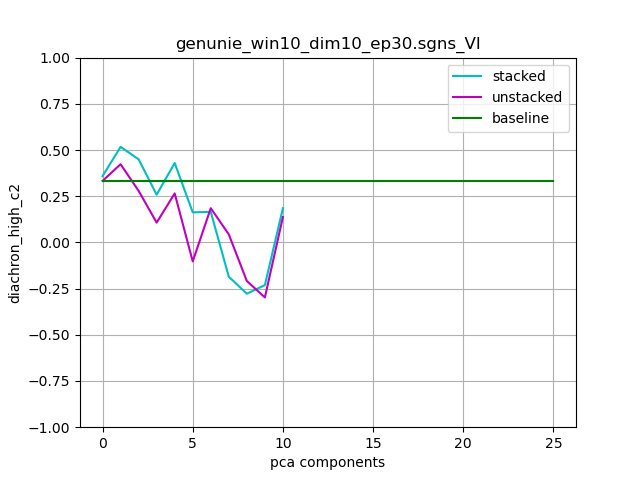 genunie_win10_dim10_ep30.sgns_VI
stacked
unstacked
baseline
diachron_high_c2
1.00
0.75
0.50
0.25
0.00
−0.25
−0.50
−0.75
−1.00
0 5 10 15 20 25
pca components